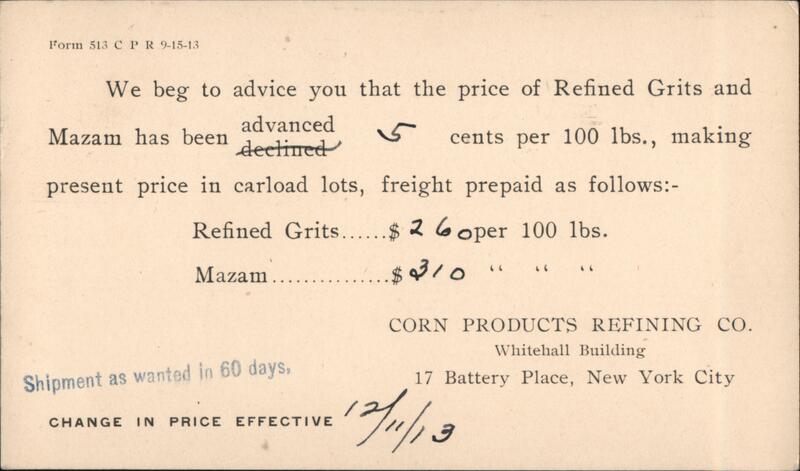 Form 513 C P R 9-15-13
We beg to advice you that the price of Refined Grits and
Mazam has been advanced declined 5 cents per 100 lbs., making
present price in carload lots, freight prepaid as follows:-
Refined Grits......$ 260 per 100 lbs.
Mazam...............$ 310 " " "
CORN PRODUCTS REFINING CO.
Whitehall Building
17 Battery Place, New York City
Shipment as wanted in 60 days,
CHANGE IN PRICE EFFECTIVE 12/11/13